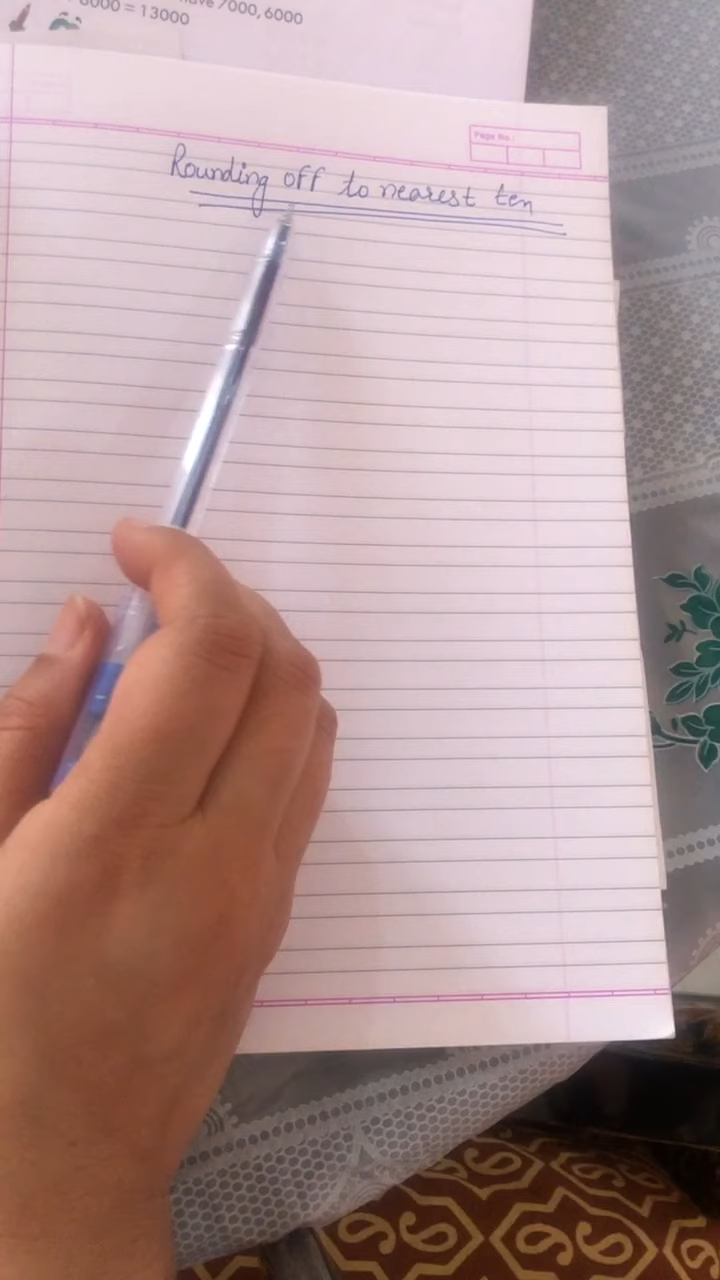 7000, 6000
= 13000
Page No.:
Rounding off to nearest ten